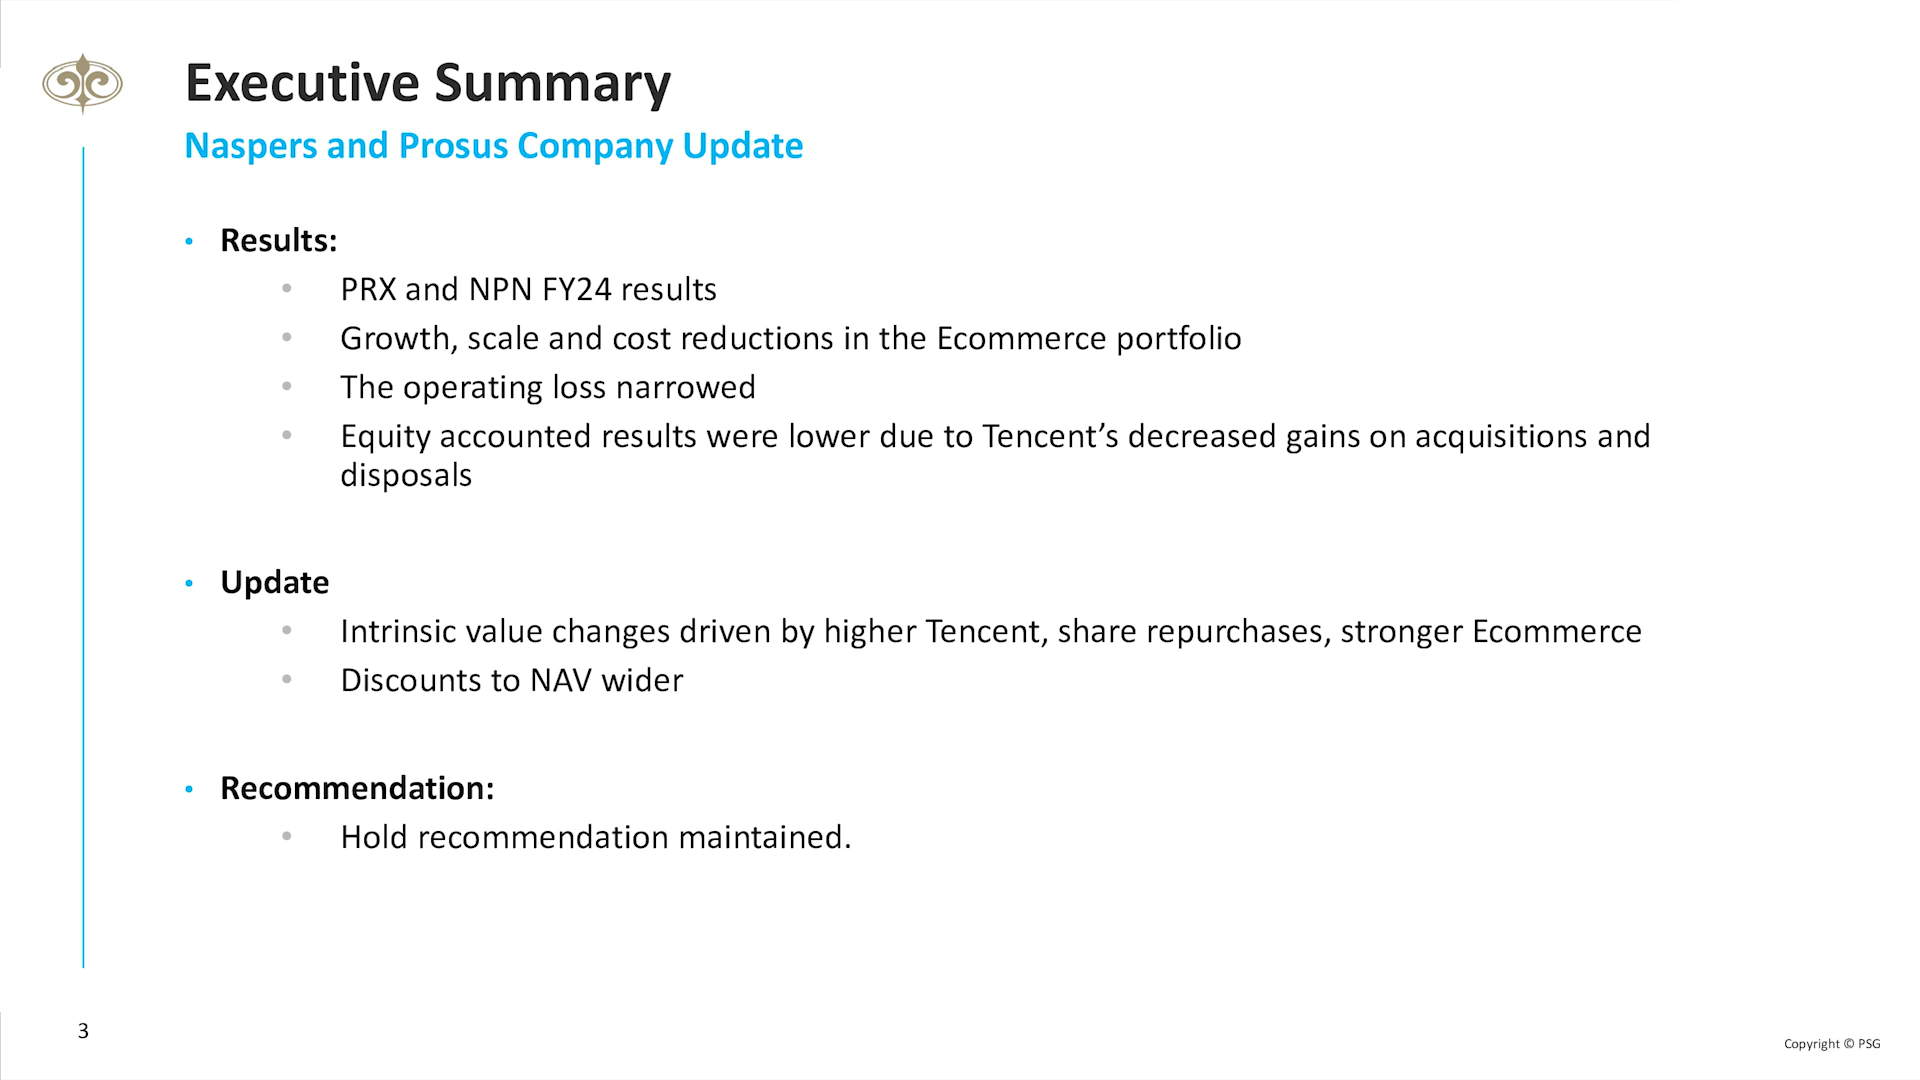 Executive Summary
Naspers and Prosus Company Update
• Results:
• PRX and NPN FY24 results
• Growth, scale and cost reductions in the Ecommerce portfolio
• The operating loss narrowed
• Equity accounted results were lower due to Tencent’s decreased gains on acquisitions and
disposals
• Update
• Intrinsic value changes driven by higher Tencent, share repurchases, stronger Ecommerce
• Discounts to NAV wider
• Recommendation:
• Hold recommendation maintained.
3
Copyright © PSG